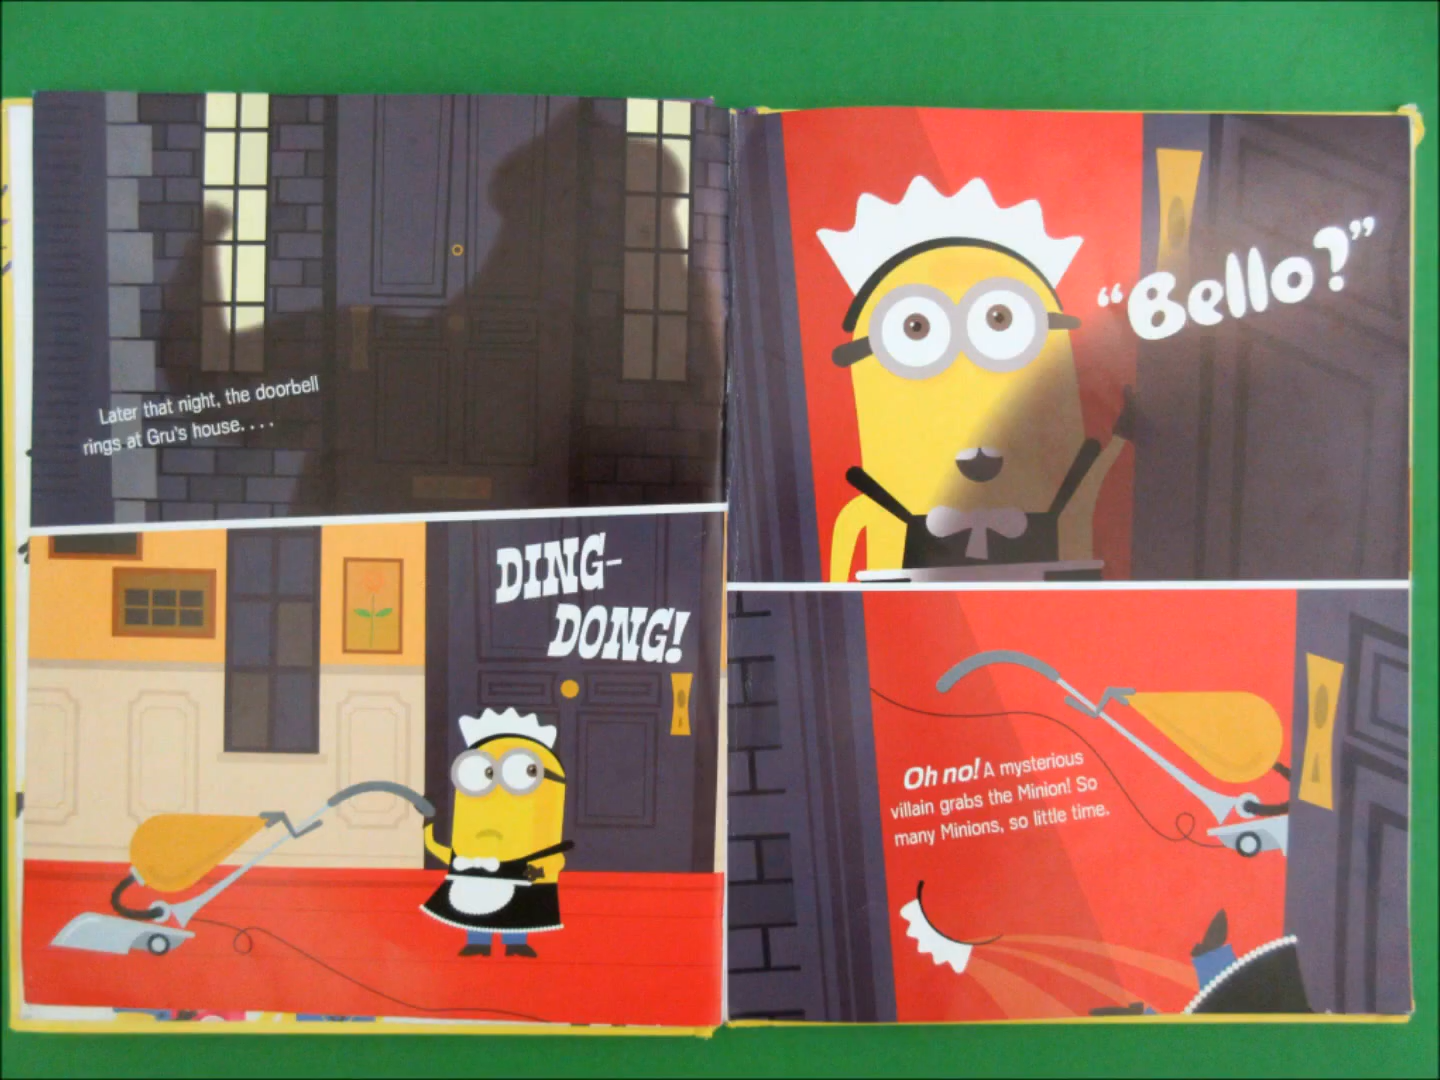 Later that night, the doorbell
rings at Gru's house. . . .
DING-
DONG!
“Bello?”
Oh no! A mysterious
villain grabs the Minion! So
many Minions, so little time.